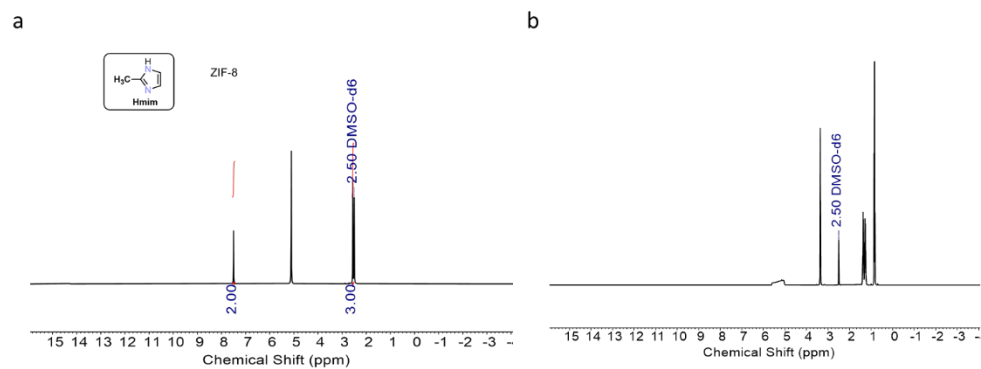 a
b
H
N
H₃C
N
Hmim
ZIF-8
2.50 DMSO-d6
2.00
3.00
15 14 13 12 11 10 9 8 7 6 5 4 3 2 1 0 -1 -2 -3 -
Chemical Shift (ppm)
2.50 DMSO-d6
15 14 13 12 11 10 9 8 7 6 5 4 3 2 1 0 -1 -2 -3 -
Chemical Shift (ppm)